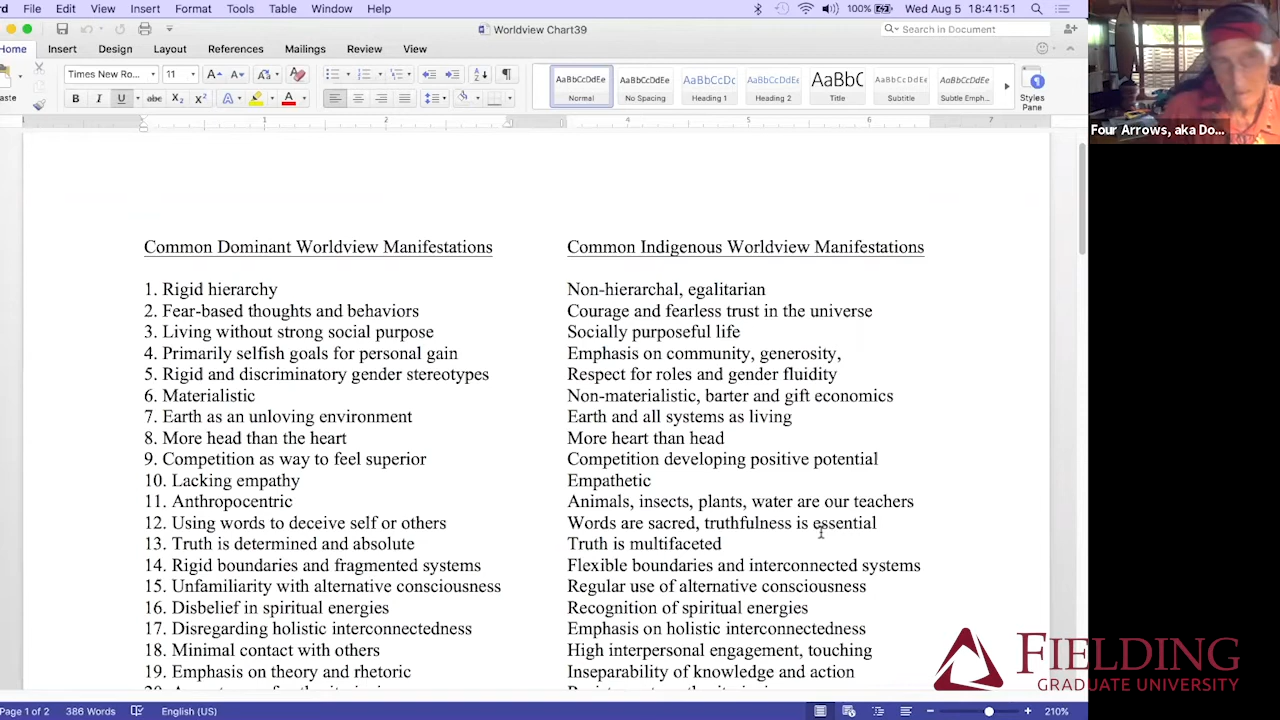 File Edit View Insert Format Tools Table Window Help 100% Wed Aug 5 18:41:51
Worldview Chart39
Search in Document
Home Insert Design Layout References Mailings Review View
Times New Ro... 11
AaBbCcDdEe AaBbCcDdEe AaBbCcDc AaBbCcDdEe AaBbC AaBbCcDdEe AaBbCcDdEe
Normal No Spacing Heading 1 Heading 2 Title Subtitle Subtle Emph... Styles Pane
B I U abc X₂ X² A A
1 2 4 5 6 7
Four Arrows, aka Do...
Common Dominant Worldview Manifestations Common Indigenous Worldview Manifestations
1. Rigid hierarchy Non-hierarchal, egalitarian
2. Fear-based thoughts and behaviors Courage and fearless trust in the universe
3. Living without strong social purpose Socially purposeful life
4. Primarily selfish goals for personal gain Emphasis on community, generosity,
5. Rigid and discriminatory gender stereotypes Respect for roles and gender fluidity
6. Materialistic Non-materialistic, barter and gift economics
7. Earth as an unloving environment Earth and all systems as living
8. More head than the heart More heart than head
9. Competition as way to feel superior Competition developing positive potential
10. Lacking empathy Empathetic
11. Anthropocentric Animals, insects, plants, water are our teachers
12. Using words to deceive self or others Words are sacred, truthfulness is essential
13. Truth is determined and absolute Truth is multifaceted
14. Rigid boundaries and fragmented systems Flexible boundaries and interconnected systems
15. Unfamiliarity with alternative consciousness Regular use of alternative consciousness
16. Disbelief in spiritual energies Recognition of spiritual energies
17. Disregarding holistic interconnectedness Emphasis on holistic interconnectedness
18. Minimal contact with others High interpersonal engagement, touching
19. Emphasis on theory and rhetoric Inseparability of knowledge and action
FIELDING
GRADUATE UNIVERSITY
Page 1 of 2 386 Words English (US) 210%